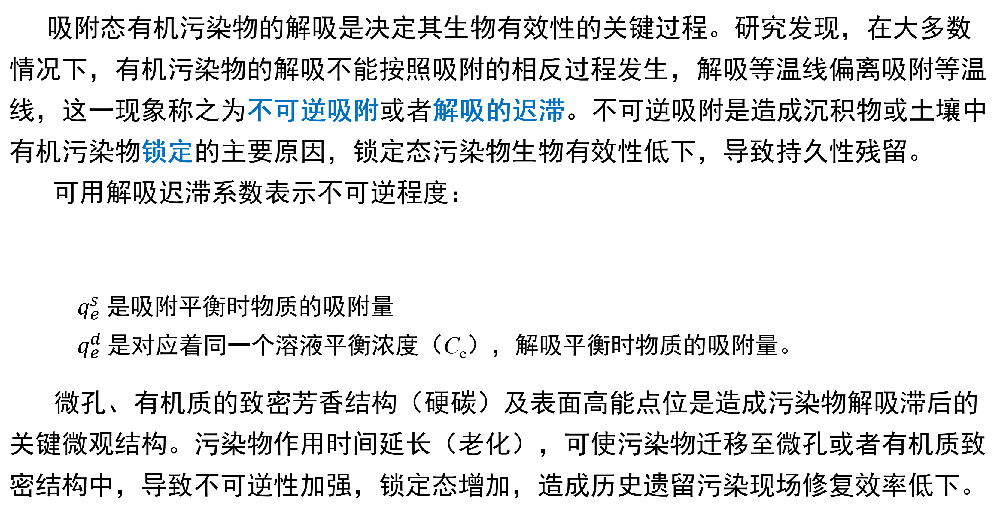 吸附态有机污染物的解吸是决定其生物有效性的关键过程。研究发现，在大多数
情况下，有机污染物的解吸不能按照吸附的相反过程发生，解吸等温线偏离吸附等温
线，这一现象称之为不可逆吸附或者解吸的迟滞。不可逆吸附是造成沉积物或土壤中
有机污染物锁定的主要原因，锁定态污染物生物有效性低下，导致持久性残留。
可用解吸迟滞系数表示不可逆程度：
$q_e^s$ 是吸附平衡时物质的吸附量
$q_e^d$ 是对应着同一个溶液平衡浓度（$C_e$），解吸平衡时物质的吸附量。
微孔、有机质的致密芳香结构（硬碳）及表面高能点位是造成污染物解吸滞后的
关键微观结构。污染物作用时间延长（老化），可使污染物迁移至微孔或者有机质致
密结构中，导致不可逆性加强，锁定态增加，造成历史遗留污染现场修复效率低下。